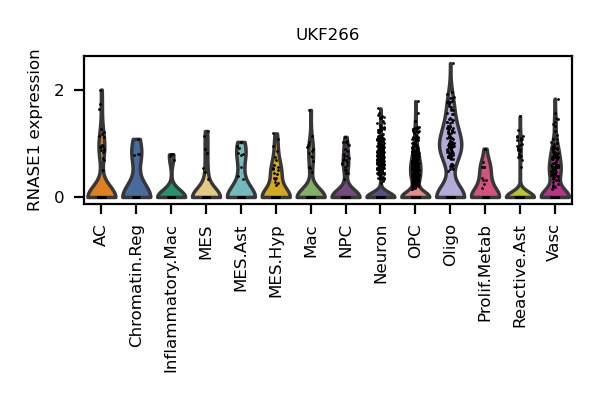 UKF266
RNASE1 expression
2
0
AC
Chromatin.Reg
Inflammatory.Mac
MES
MES.Ast
MES.Hyp
Mac
NPC
Neuron
OPC
Oligo
Prolif.Metab
Reactive.Ast
Vasc